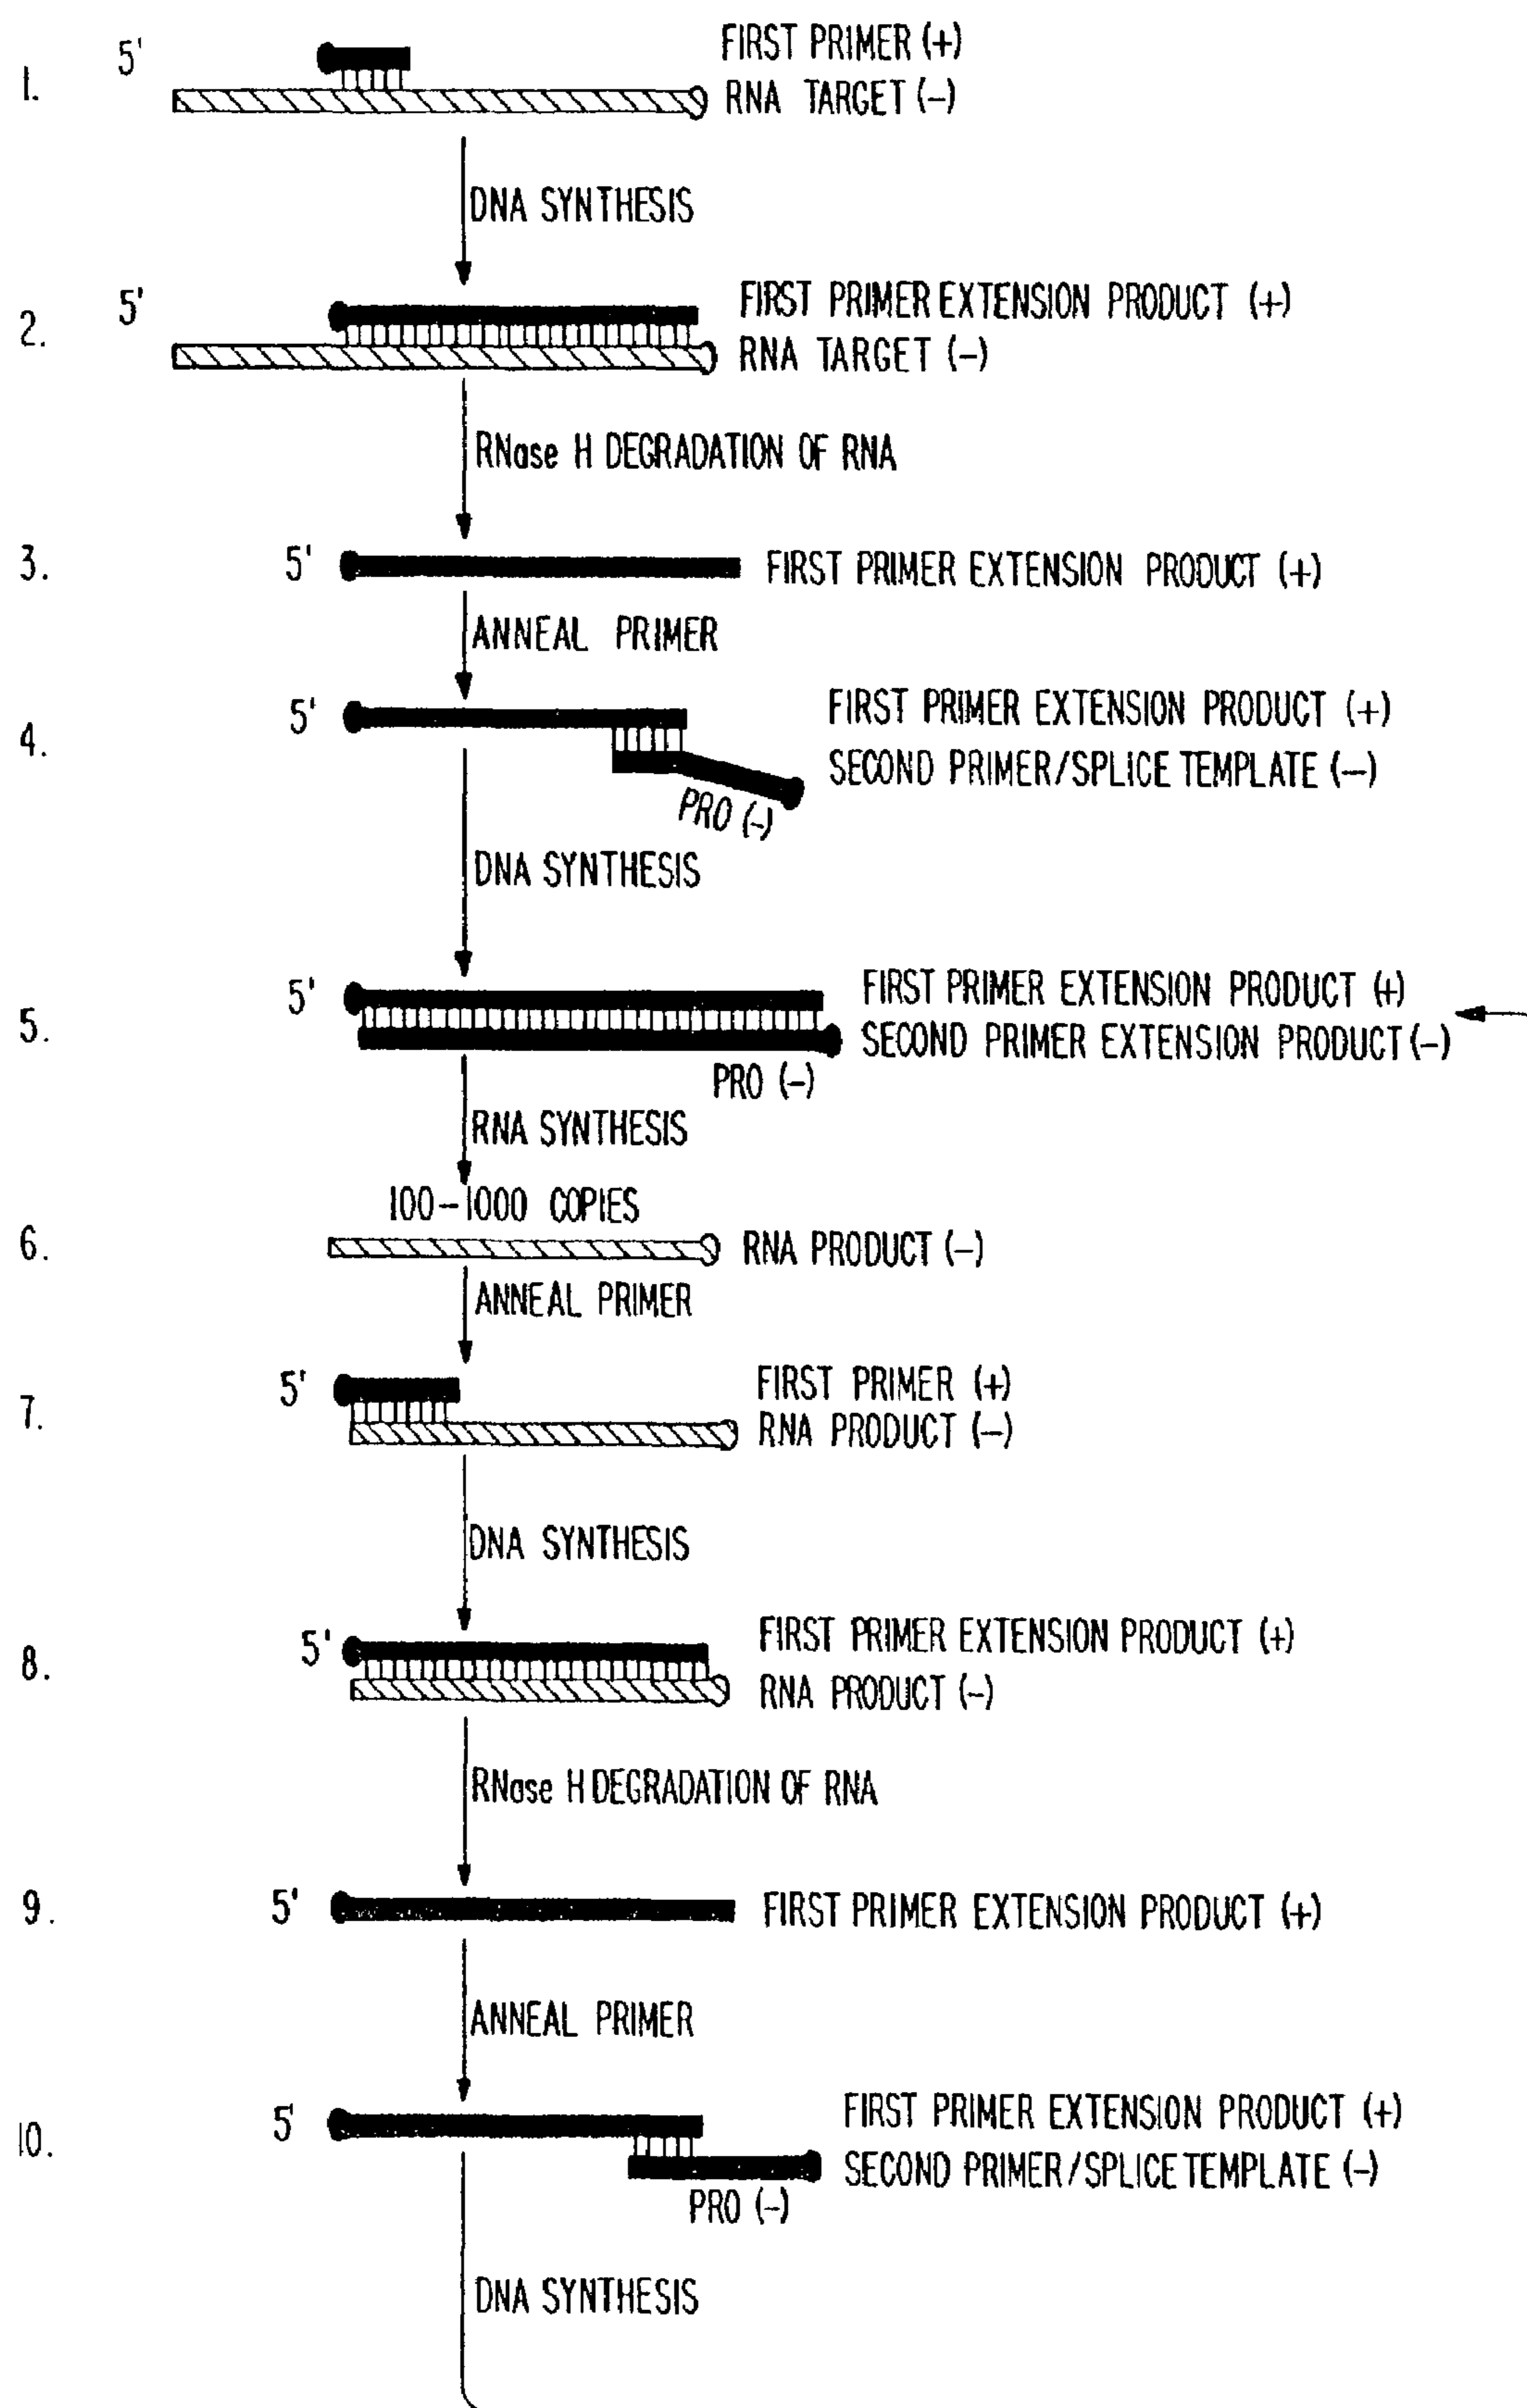 1.
5'
FIRST PRIMER (+)
RNA TARGET (-)
DNA SYNTHESIS
2.
5'
FIRST PRIMER EXTENSION PRODUCT (+)
RNA TARGET (-)
RNase H DEGRADATION OF RNA
3.
5'
FIRST PRIMER EXTENSION PRODUCT (+)
ANNEAL PRIMER
4.
5'
FIRST PRIMER EXTENSION PRODUCT (+)
SECOND PRIMER/SPLICE TEMPLATE (-)
PRO (-)
DNA SYNTHESIS
5.
5'
FIRST PRIMER EXTENSION PRODUCT (+)
SECOND PRIMER EXTENSION PRODUCT (-)
PRO (-)
RNA SYNTHESIS
100-1000 COPIES
6.
RNA PRODUCT (-)
ANNEAL PRIMER
7.
5'
FIRST PRIMER (+)
RNA PRODUCT (-)
DNA SYNTHESIS
8.
5'
FIRST PRIMER EXTENSION PRODUCT (+)
RNA PRODUCT (-)
RNase H DEGRADATION OF RNA
9.
5'
FIRST PRIMER EXTENSION PRODUCT (+)
ANNEAL PRIMER
10.
5'
FIRST PRIMER EXTENSION PRODUCT (+)
SECOND PRIMER/SPLICE TEMPLATE (-)
PRO (-)
DNA SYNTHESIS